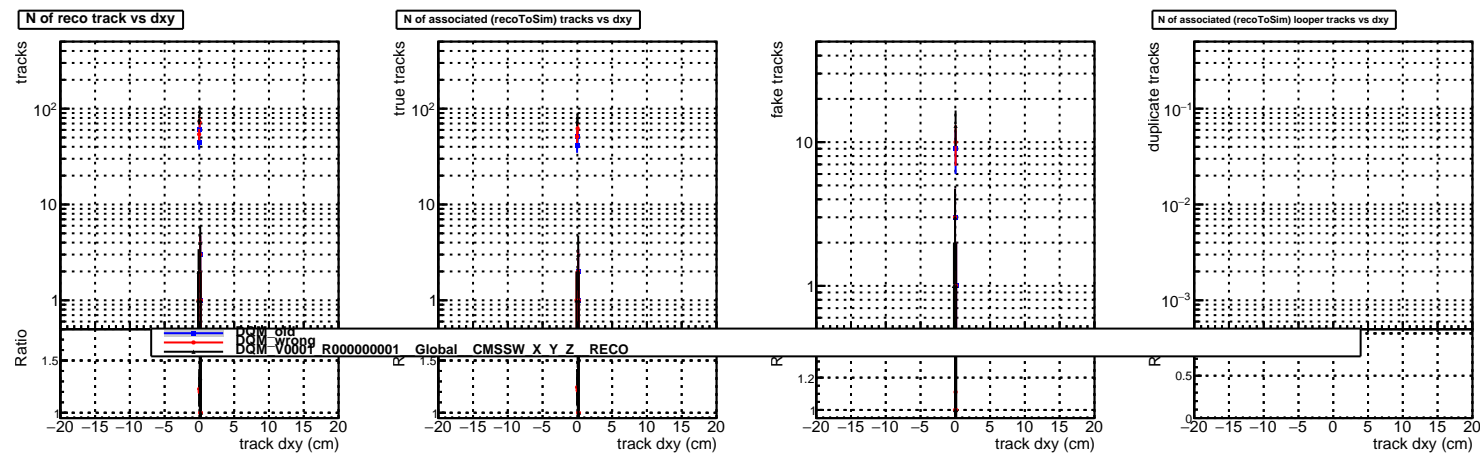 N of reco track vs dxy
N of associated (recoToSim) tracks vs dxy
N of associated (recoToSim) looper tracks vs dxy
tracks
10²
10
1
Ratio
1.5
1
−20 −15 −10 −5 0 5 10 15 20
track dxy (cm)
true tracks
10²
10
1
R
1.5
1
−20 −15 −10 −5 0 5 10 15 20
track dxy (cm)
fake tracks
10
1
R
1.2
1
−20 −15 −10 −5 0 5 10 15 20
track dxy (cm)
duplicate tracks
10⁻¹
10⁻²
10⁻³
R
0.5
0
−20 −15 −10 −5 0 5 10 15 20
track dxy (cm)
DQM_old
DQM_wrong
DQM_V0001_R000000001__Global__CMSSW_X_Y_Z__RECO